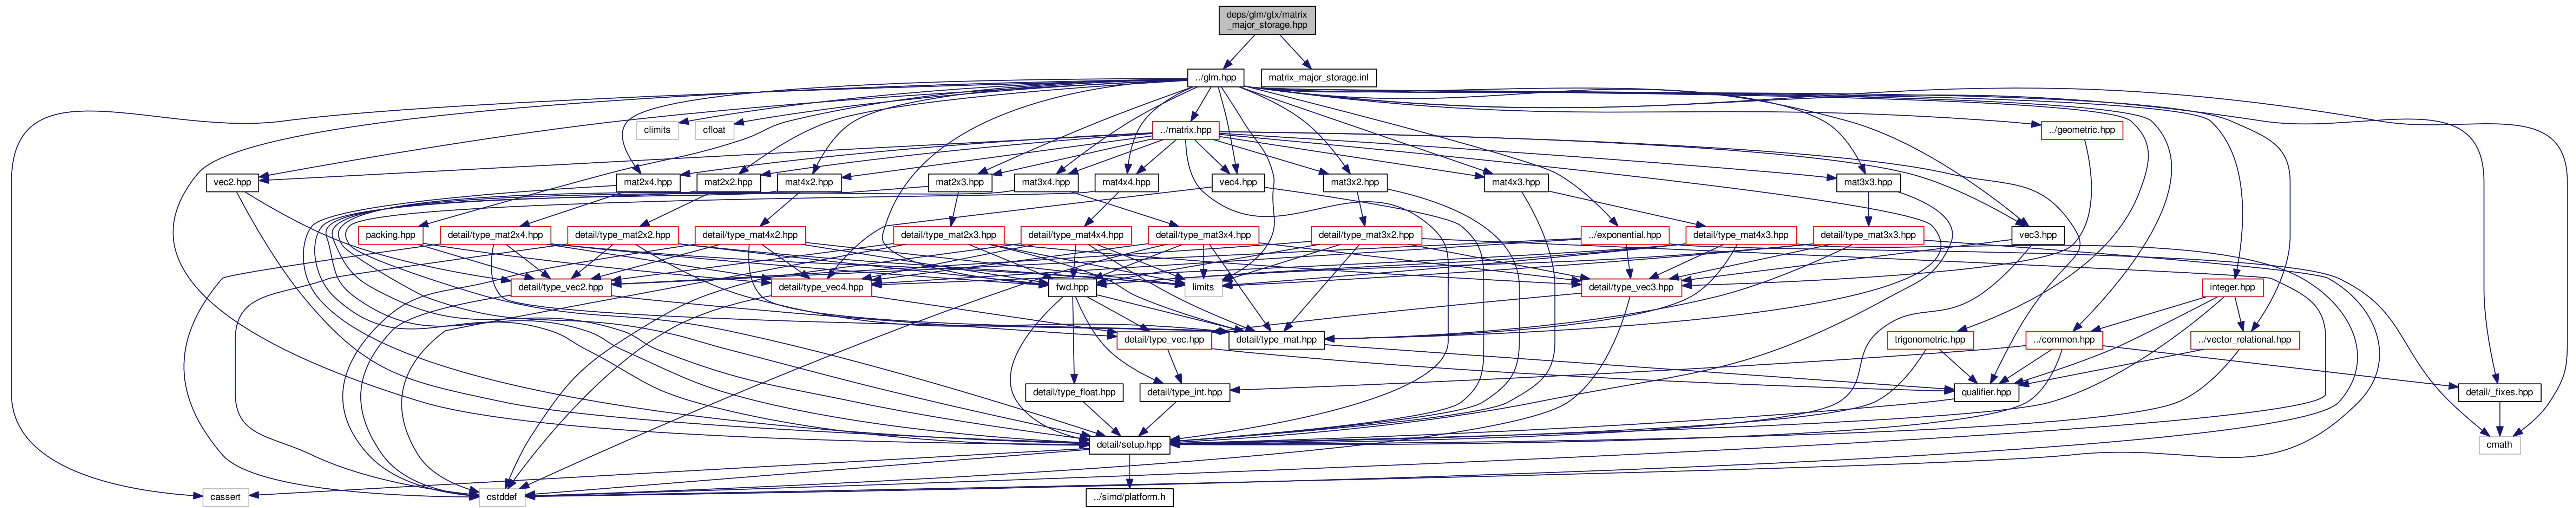 deps/glm/gtx/matrix
_major_storage.hpp
../glm.hpp
matrix_major_storage.inl
climits
cfloat
../matrix.hpp
../geometric.hpp
vec2.hpp
mat2x4.hpp
mat2x2.hpp
mat4x2.hpp
mat2x3.hpp
mat3x4.hpp
mat4x4.hpp
vec4.hpp
mat3x2.hpp
mat4x3.hpp
mat3x3.hpp
packing.hpp
detail/type_mat2x4.hpp
detail/type_mat2x2.hpp
detail/type_mat4x2.hpp
detail/type_mat2x3.hpp
detail/type_mat4x4.hpp
detail/type_mat3x4.hpp
detail/type_mat3x2.hpp
../exponential.hpp
detail/type_mat4x3.hpp
detail/type_mat3x3.hpp
vec3.hpp
detail/type_vec2.hpp
detail/type_vec4.hpp
fwd.hpp
limits
detail/type_vec3.hpp
integer.hpp
detail/type_vec.hpp
detail/type_mat.hpp
trigonometric.hpp
../common.hpp
../vector_relational.hpp
detail/type_float.hpp
detail/type_int.hpp
qualifier.hpp
detail/_fixes.hpp
detail/setup.hpp
cmath
cassert
cstddef
../simd/platform.h